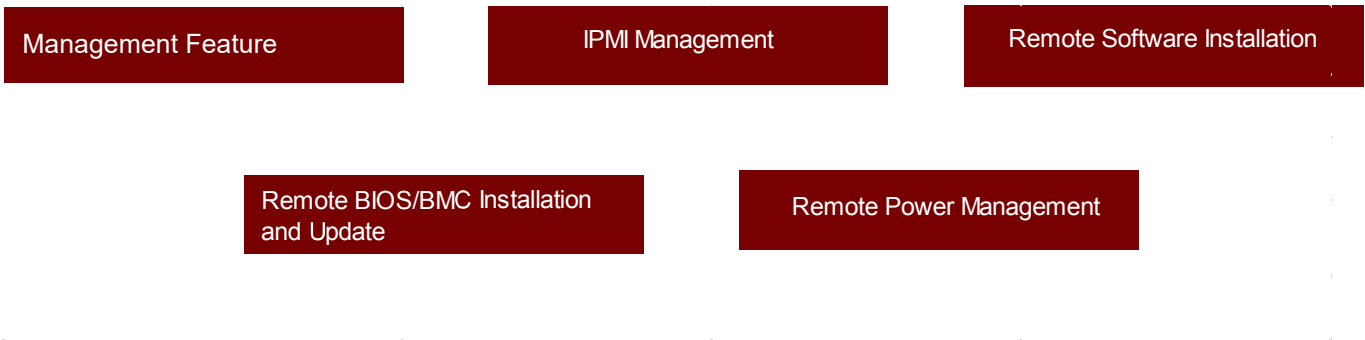 Management Feature
IPMI Management
Remote Software Installation
Remote BIOS/BMC Installation
and Update
Remote Power Management